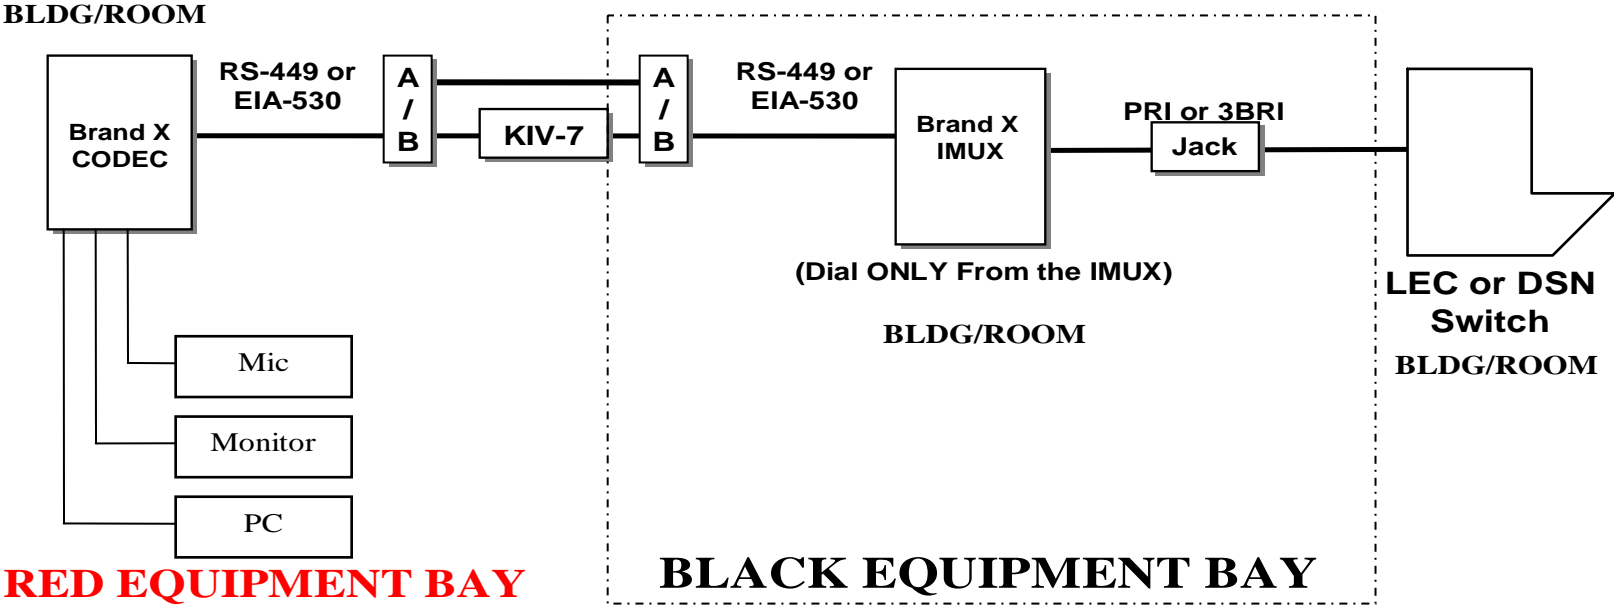 BLDG/ROOM
RS-449 or
EIA-530
A
/
B
A
/
B
RS-449 or
EIA-530
Brand X
CODEC
KIV-7
Brand X
IMUX
PRI or 3BRI
Jack
(Dial ONLY From the IMUX)
BLDG/ROOM
LEC or DSN
Switch
BLDG/ROOM
Mic
Monitor
PC
RED EQUIPMENT BAY
BLACK EQUIPMENT BAY